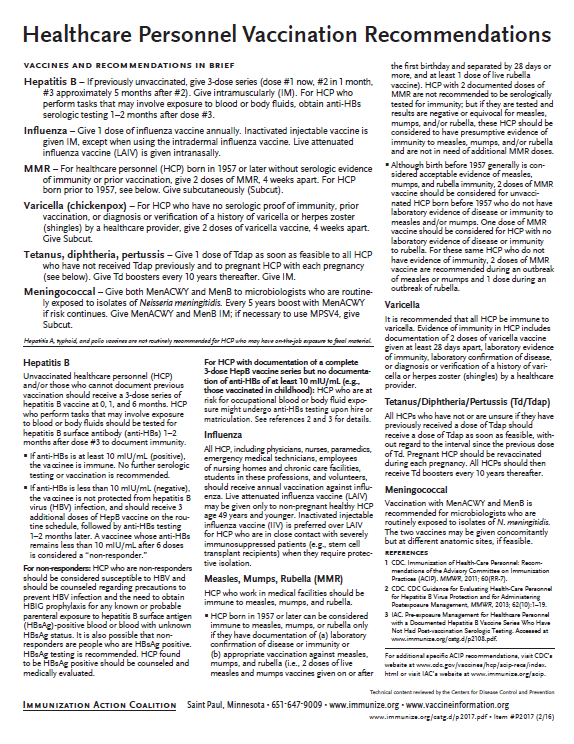 Healthcare Personnel Vaccination Recommendations
VACCINES AND RECOMMENDATIONS IN BRIEF
Hepatitis B – If previously unvaccinated, give 3-dose series (dose #1 now, #2 in 1 month,
#3 approximately 5 months after #2). Give intramuscularly (IM). For HCP who
perform tasks that may involve exposure to blood or body fluids, obtain anti-HBs
serologic testing 1–2 months after dose #3.
Influenza – Give 1 dose of influenza vaccine annually. Inactivated injectable vaccine is
given IM, except when using the intradermal influenza vaccine. Live attenuated
influenza vaccine (LAIV) is given intranasally.
MMR – For healthcare personnel (HCP) born in 1957 or later without serologic evidence
of immunity or prior vaccination, give 2 doses of MMR, 4 weeks apart. For HCP
born prior to 1957, see below. Give subcutaneously (Subcut).
Varicella (chickenpox) – For HCP who have no serologic proof of immunity, prior
vaccination, or diagnosis or verification of a history of varicella or herpes zoster
(shingles) by a healthcare provider, give 2 doses of varicella vaccine, 4 weeks apart.
Give Subcut.
Tetanus, diphtheria, pertussis – Give 1 dose of Tdap as soon as feasible to all HCP
who have not received Tdap previously and to pregnant HCP with each pregnancy
(see below). Give Td boosters every 10 years thereafter. Give IM.
Meningococcal – Give both MenACWY and MenB to microbiologists who are routine-
ly exposed to isolates of Neisseria meningitidis. Every 5 years boost with MenACWY
if risk continues. Give MenACWY and MenB IM; if necessary to use MPSV4, give
Subcut.
Hepatitis A, typhoid, and polio vaccines are not routinely recommended for HCP who may have on-the-job exposure to fecal material.
Hepatitis B
Unvaccinated healthcare personnel (HCP)
and/or those who cannot document previous
vaccination should receive a 3-dose series of
hepatitis B vaccine at 0, 1, and 6 months. HCP
who perform tasks that may involve exposure
to blood or body fluids should be tested for
hepatitis B surface antibody (anti-HBs) 1–2
months after dose #3 to document immunity.
▪ If anti-HBs is at least 10 mIU/mL (positive),
the vaccinee is immune. No further serologic
testing or vaccination is recommended.
▪ If anti-HBs is less than 10 mIU/mL (negative),
the vaccinee is not protected from hepatitis B
virus (HBV) infection, and should receive 3
additional doses of HepB vaccine on the rou-
tine schedule, followed by anti-HBs testing
1–2 months later. A vaccinee whose anti-HBs
remains less than 10 mIU/mL after 6 doses
is considered a "non-responder."
For non-responders: HCP who are non-responders
should be considered susceptible to HBV and
should be counseled regarding precautions to
prevent HBV infection and the need to obtain
HBIG prophylaxis for any known or probable
parenteral exposure to hepatitis B surface antigen
(HBsAg)-positive blood or blood with unknown
HBsAg status. It is also possible that non-
responders are people who are HBsAg positive.
HBsAg testing is recommended. HCP found
to be HBsAg positive should be counseled and
medically evaluated.
For HCP with documentation of a complete
3-dose HepB vaccine series but no documenta-
tion of anti-HBs of at least 10 mIU/mL (e.g.,
those vaccinated in childhood): HCP who are at
risk for occupational blood or body fluid expo-
sure might undergo anti-HBs testing upon hire or
matriculation. See references 2 and 3 for details.
Influenza
All HCP, including physicians, nurses, paramedics,
emergency medical technicians, employees
of nursing homes and chronic care facilities,
students in these professions, and volunteers,
should receive annual vaccination against influ-
enza. Live attenuated influenza vaccine (LAIV)
may be given only to non-pregnant healthy HCP
age 49 years and younger. Inactivated injectable
influenza vaccine (IIV) is preferred over LAIV
for HCP who are in close contact with severely
immunosuppressed patients (e.g., stem cell
transplant recipients) when they require protec-
tive isolation.
Measles, Mumps, Rubella (MMR)
HCP who work in medical facilities should be
immune to measles, mumps, and rubella.
▪ HCP born in 1957 or later can be considered
immune to measles, mumps, or rubella only
if they have documentation of (a) laboratory
confirmation of disease or immunity or
(b) appropriate vaccination against measles,
mumps, and rubella (i.e., 2 doses of live
measles and mumps vaccines given on or after
the first birthday and separated by 28 days or
more, and at least 1 dose of live rubella
vaccine). HCP with 2 documented doses of
MMR are not recommended to be serologically
tested for immunity; but if they are tested and
results are negative or equivocal for measles,
mumps, and/or rubella, these HCP should be
considered to have presumptive evidence of
immunity to measles, mumps, and/or rubella
and are not in need of additional MMR doses.
▪ Although birth before 1957 generally is con-
sidered acceptable evidence of measles,
mumps, and rubella immunity, 2 doses of MMR
vaccine should be considered for unvacci-
nated HCP born before 1957 who do not have
laboratory evidence of disease or immunity to
measles and/or mumps. One dose of MMR
vaccine should be considered for HCP with no
laboratory evidence of disease or immunity
to rubella. For these same HCP who do not
have evidence of immunity, 2 doses of MMR
vaccine are recommended during an outbreak
of measles or mumps and 1 dose during an
outbreak of rubella.
Varicella
It is recommended that all HCP be immune to
varicella. Evidence of immunity in HCP includes
documentation of 2 doses of varicella vaccine
given at least 28 days apart, laboratory evidence
of immunity, laboratory confirmation of disease,
or diagnosis or verification of a history of vari-
cella or herpes zoster (shingles) by a healthcare
provider.
Tetanus/Diphtheria/Pertussis (Td/Tdap)
All HCPs who have not or are unsure if they have
previously received a dose of Tdap should
receive a dose of Tdap as soon as feasible, with-
out regard to the interval since the previous dose
of Td. Pregnant HCP should be revaccinated
during each pregnancy. All HCPs should then
receive Td boosters every 10 years thereafter.
Meningococcal
Vaccination with MenACWY and MenB is
recommended for microbiologists who are
routinely exposed to isolates of N. meningitidis.
The two vaccines may be given concomitantly
but at different anatomic sites, if feasible.
REFERENCES
1 CDC. Immunization of Health-Care Personnel: Recom-
mendations of the Advisory Committee on Immunization
Practices (ACIP). MMWR, 2011; 60(RR-7).
2 CDC. CDC Guidance for Evaluating Health-Care Personnel
for Hepatitis B Virus Protection and for Administering
Postexposure Management, MMWR, 2013; 62(10):1–19.
3 IAC. Pre-exposure Management for Healthcare Personnel
with a Documented Hepatitis B Vaccine Series Who Have
Not Had Post-vaccination Serologic Testing. Accessed at
www.immunize.org/catg.d/p2108.pdf.
For additional specific ACIP recommendations, visit CDC's
website at www.cdc.gov/vaccines/hcp/acip-recs/index.
html or visit IAC's website at www.immunize.org/acip.
Technical content reviewed by the Centers for Disease Control and Prevention
IMMUNIZATION ACTION COALITION Saint Paul, Minnesota • 651-647-9009 • www.immunize.org • www.vaccineinformation.org
www.immunize.org/catg.d/p2017.pdf • Item #P2017 (2/16)